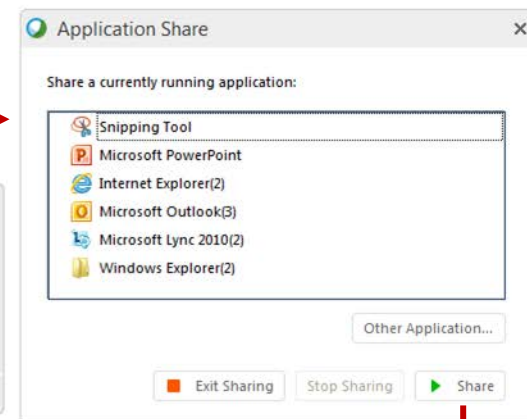 Application Share
Share a currently running application:
Snipping Tool
Microsoft PowerPoint
Internet Explorer(2)
Microsoft Outlook(3)
Microsoft Lync 2010(2)
Windows Explorer(2)
Other Application...
Exit Sharing Stop Sharing Share